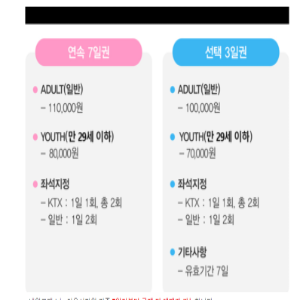 연속 7일권
ADULT(일반)
- 110,000원
YOUTH(만 29세 이하)
- 80,000원
좌석지정
- KTX : 1일 1회, 총 2회
- 일반 : 1일 2회
선택 3일권
ADULT(일반)
- 100,000원
YOUTH(만 29세 이하)
- 70,000원
좌석지정
- KTX : 1일 1회, 총 2회
- 일반 : 1일 2회
기타사항
- 유효기간 7일